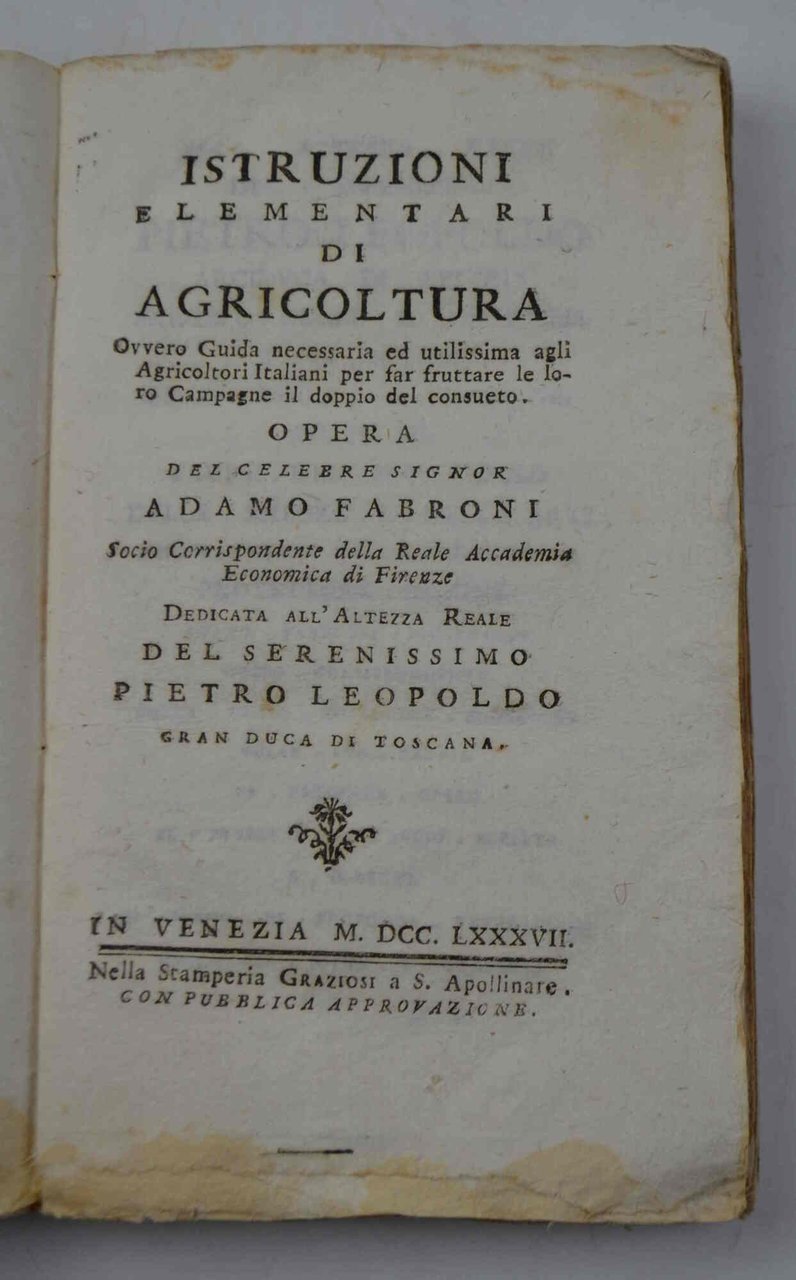 ISTRUZIONI
ELEMENTARI
DI
AGRICOLTURA
Ovvero Guida necessaria ed utilissima agli
Agricoltori Italiani per far fruttare le lo-
ro Campagne il doppio del consueto.
OPERA
DEL CELEBRE SIGNOR
ADAMO FABRONI
Socio Corrispondente della Reale Accademia
Economica di Firenze
DEDICATA ALL'ALTEZZA REALE
DEL SERENISSIMO
PIETRO LEOPOLDO
GRAN DUCA DI TOSCANA.
IN VENEZIA M. DCC. LXXXVII.
Nella Stamperia GRAZIOSI a S. Apollinare.
CON PUBBLICA APPROVAZIONE.